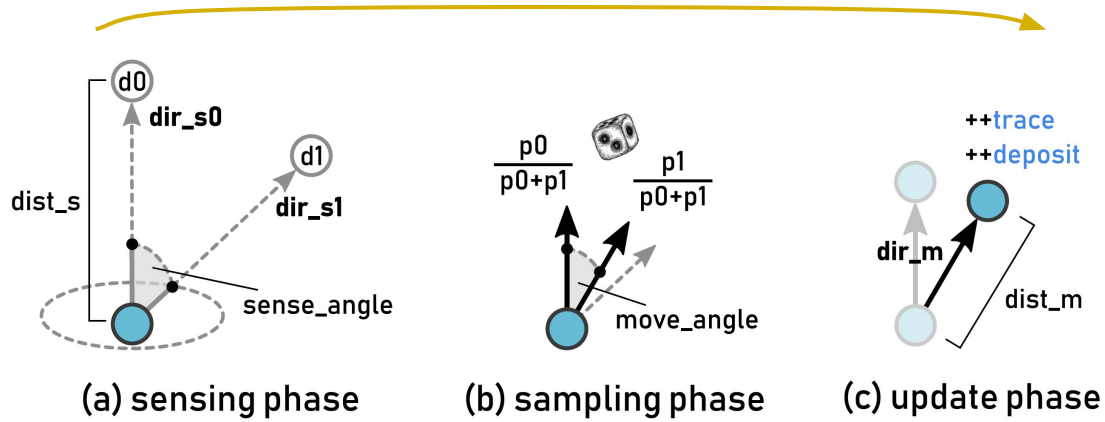 d0
dir_s0
d1
dist_s
dir_s1
sense_angle
(a) sensing phase
p0
p0+p1
p1
p0+p1
move_angle
(b) sampling phase
++trace
++deposit
dir_m
dist_m
(c) update phase